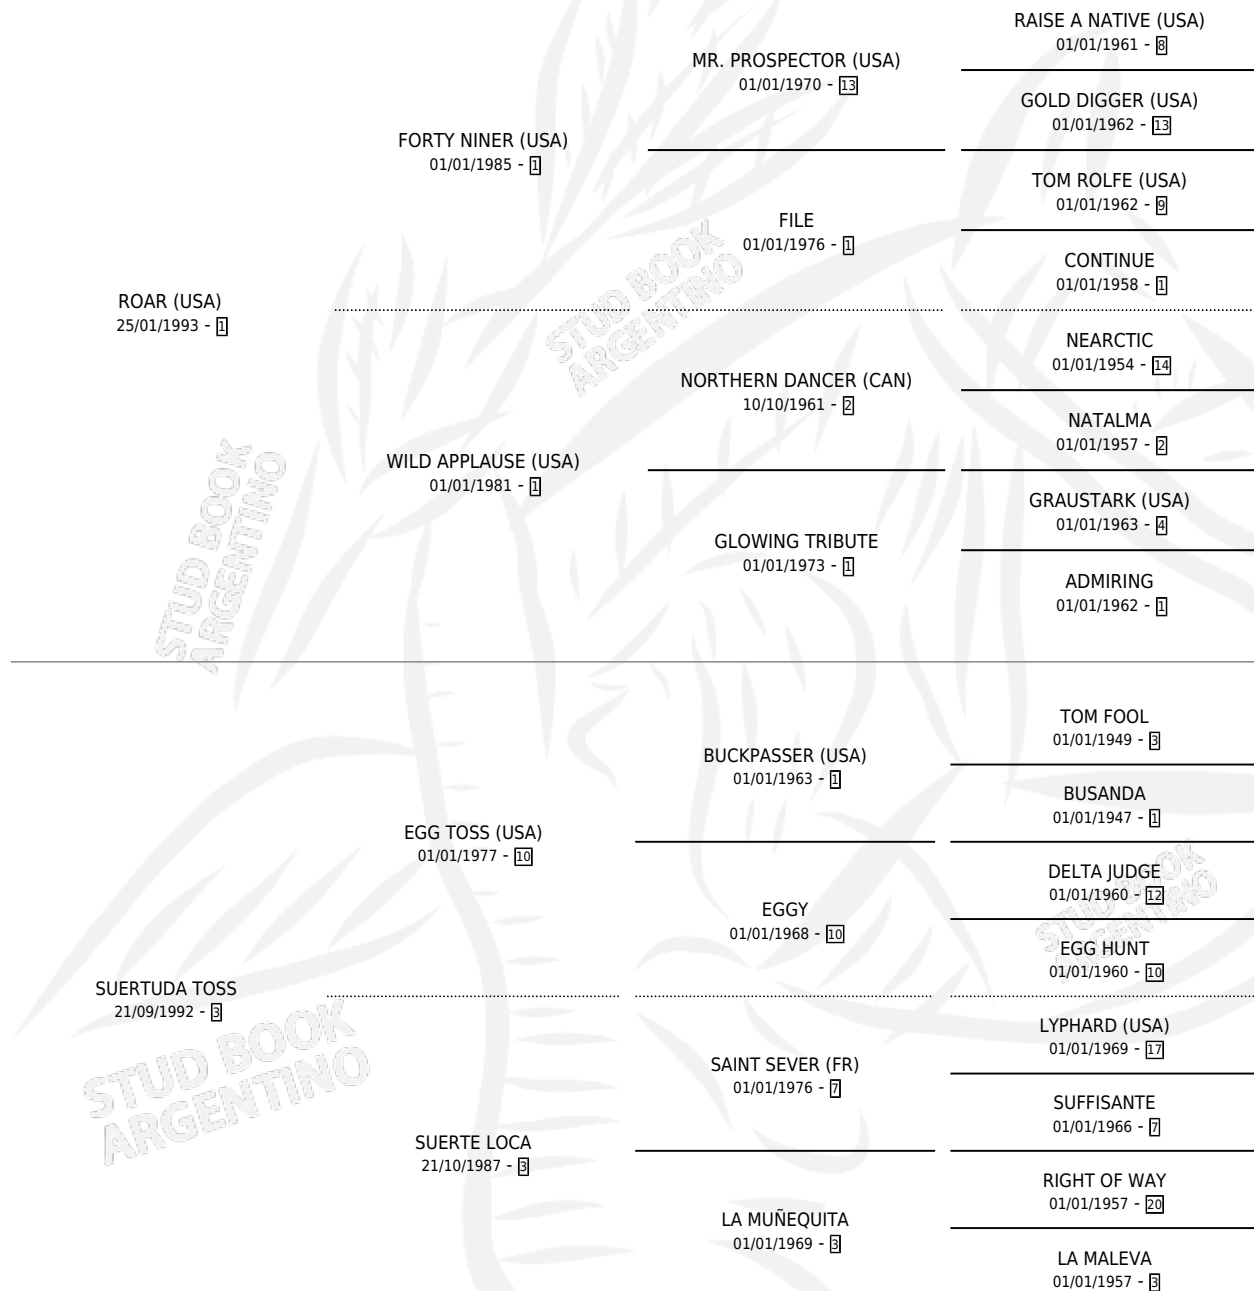 RAISE A NATIVE (USA)
01/01/1961 - 8
MR. PROSPECTOR (USA)
01/01/1970 - 13
GOLD DIGGER (USA)
01/01/1962 - 13
FORTY NINER (USA)
01/01/1985 - 1
TOM ROLFE (USA)
01/01/1962 - 9
FILE
01/01/1976 - 1
CONTINUE
01/01/1958 - 1
ROAR (USA)
25/01/1993 - 1
NEARCTIC
01/01/1954 - 14
NORTHERN DANCER (CAN)
10/10/1961 - 2
NATALMA
01/01/1957 - 2
WILD APPLAUSE (USA)
01/01/1981 - 1
GRAUSTARK (USA)
01/01/1963 - 4
GLOWING TRIBUTE
01/01/1973 - 1
ADMIRING
01/01/1962 - 1
TOM FOOL
01/01/1949 - 3
BUCKPASSER (USA)
01/01/1963 - 1
BUSANDA
01/01/1947 - 1
EGG TOSS (USA)
01/01/1977 - 10
DELTA JUDGE
01/01/1960 - 12
EGGY
01/01/1968 - 10
EGG HUNT
01/01/1960 - 10
SUERTUDA TOSS
21/09/1992 - 3
LYPHARD (USA)
01/01/1969 - 17
SAINT SEVER (FR)
01/01/1976 - 7
SUFFISANTE
01/01/1966 - 7
SUERTE LOCA
21/10/1987 - 3
RIGHT OF WAY
01/01/1957 - 20
LA MUÑEQUITA
01/01/1969 - 3
LA MALEVA
01/01/1957 - 3
STUD BOOK
ARGENTINO
STUD BOOK
ARGENTINO
STUD BOOK
ARGENTINO
STUD BOOK
ARGENTINO